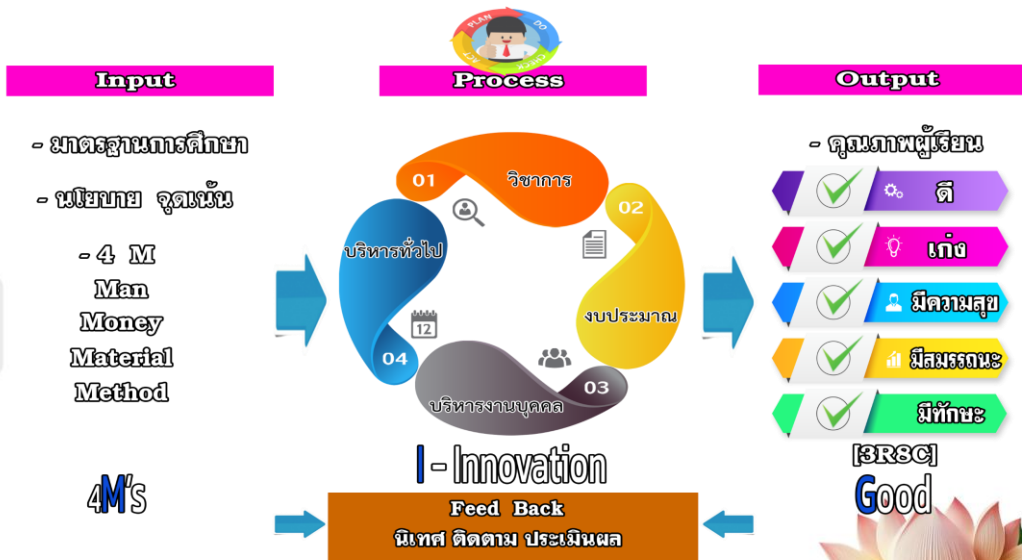 PLAN
DO
CHECK
ACT
Input
Process
Output
- มาตรฐานการศึกษา
- นโยบาย จุดเน้น
- 4 M
Man
Money
Material
Method
4M's
01
วิชาการ
02
งบประมาณ
03
บริหารงานบุคคล
04
บริหารทั่วไป
12
I - Innovation
Feed Back
นิเทศ ติดตาม ประเมินผล
- คุณภาพผู้เรียน
ดี
เก่ง
มีความสุข
มีสมรรถนะ
มีทักษะ
[3R8C]
Good